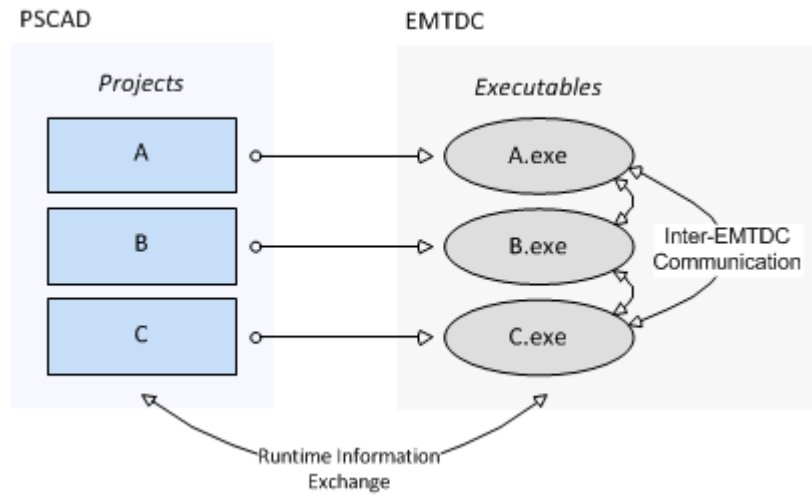 PSCAD
EMTDC
Projects
Executables
A
A.exe
B
B.exe
Inter-EMTDC
Communication
C
C.exe
Runtime Information
Exchange